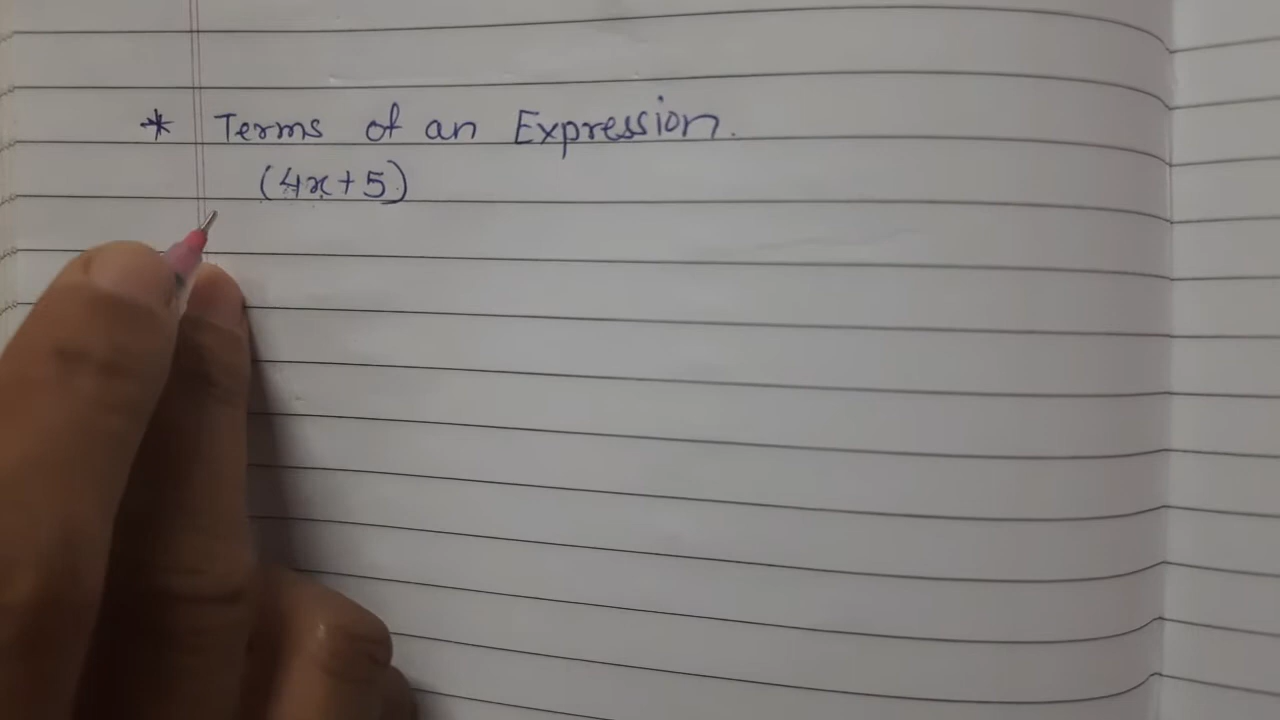 * Terms of an Expression.
(4x+5)